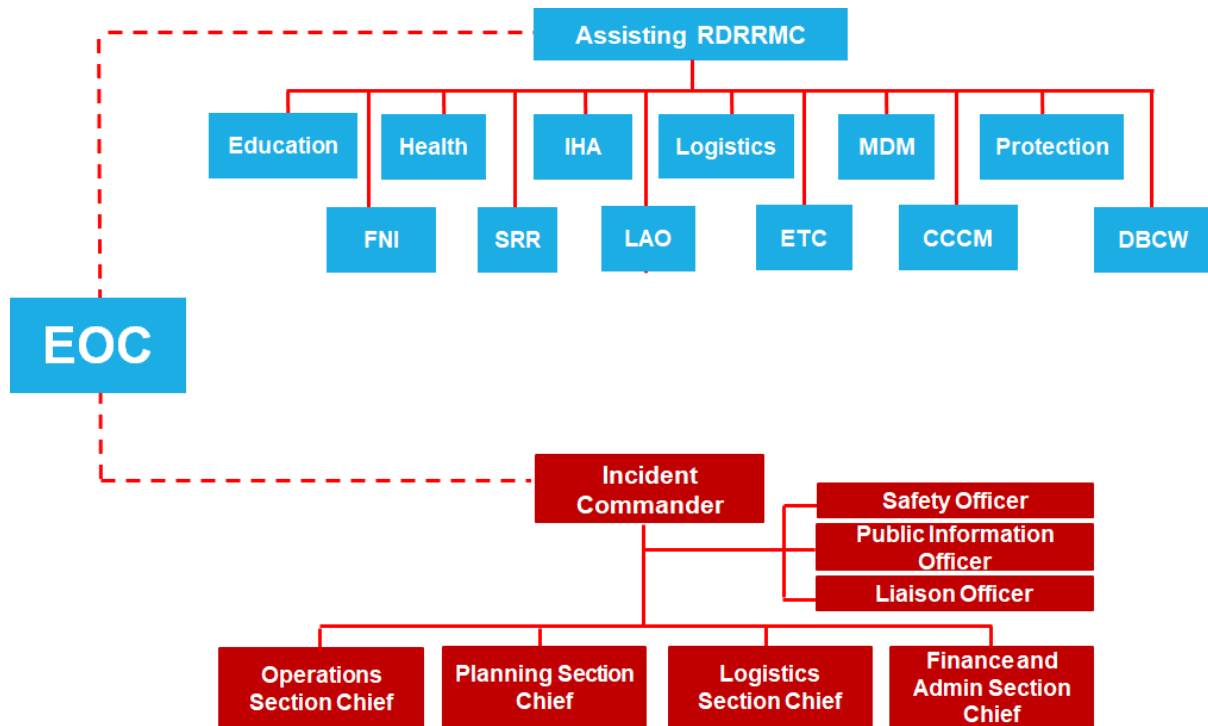 Assisting RDRRMC
Education
Health
IHA
Logistics
MDM
Protection
FNI
SRR
LAO
ETC
CCCM
DBCW
EOC
Incident
Commander
Safety Officer
Public Information
Officer
Liaison Officer
Operations
Section Chief
Planning Section
Chief
Logistics
Section Chief
Finance and
Admin Section
Chief